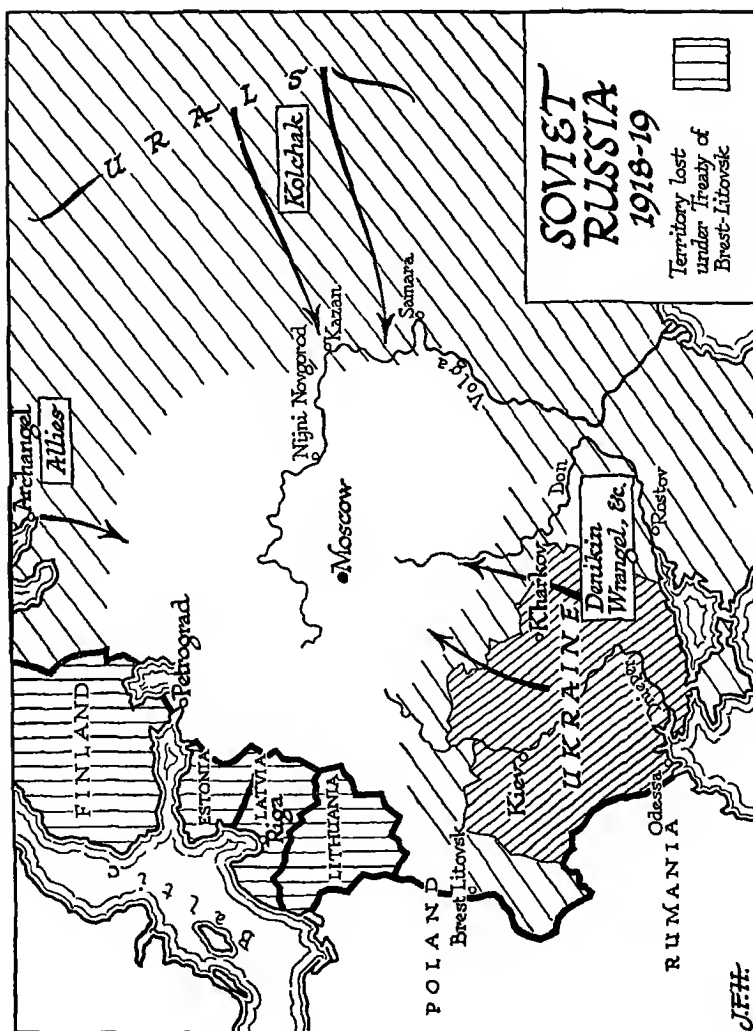 SOVIET
RUSSIA
1918-19
Territory lost
under Treaty of
Brest-Litovsk
URALS
Kolchak
Archangel
Allies
Nijni Novgorod
Kazan
Samara
Volga
Moscow
FINLAND
Petrograd
Baltic
ESTONIA
LATVIA
Riga
LITHUANIA
POLAND
Brest Litovsk
Kiev
UKRAINE
Kharkov
Don
Denikin
Wrangel, &c.
Rostov
Dnieper
Odessa
RUMANIA
J.F.H.